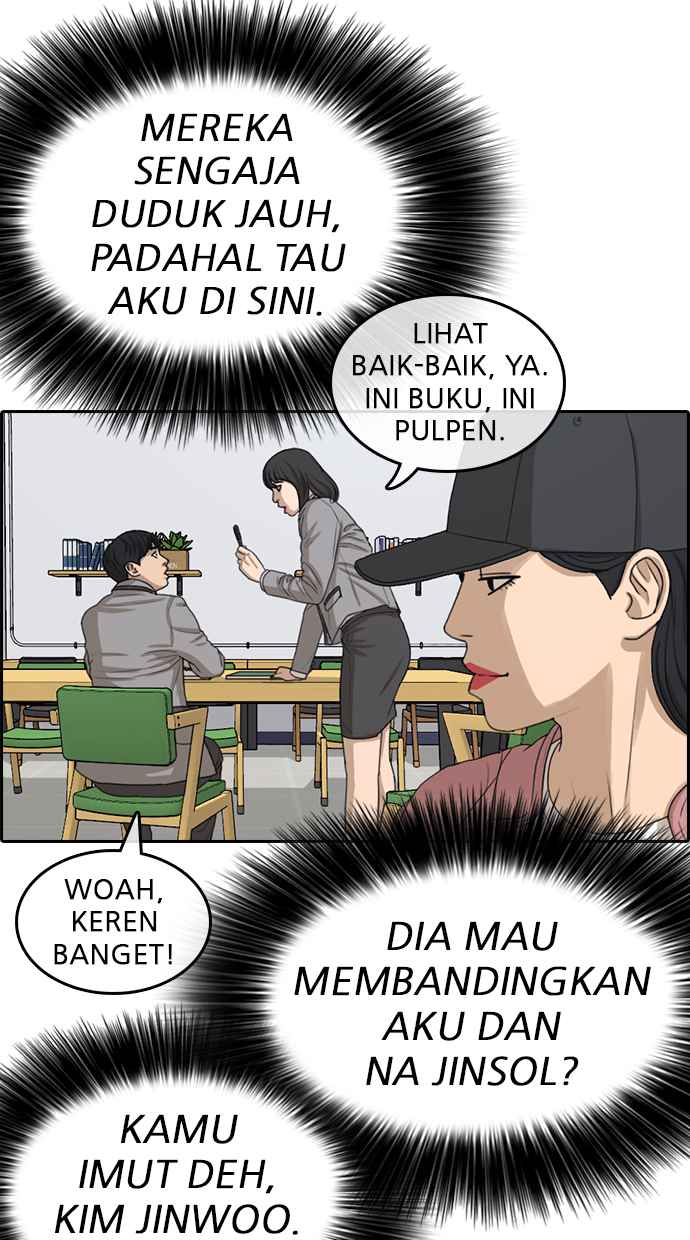 MEREKA
SENGAJA
DUDUK JAUH,
PADAHAL TAU
AKU DI SINI.
LIHAT
BAIK-BAIK, YA.
INI BUKU, INI
PULPEN.
WOAH,
KEREN
BANGET!
DIA MAU
MEMBANDINGKAN
AKU DAN
NA JINSOL?
KAMU
IMUT DEH,
KIM JINWOO.